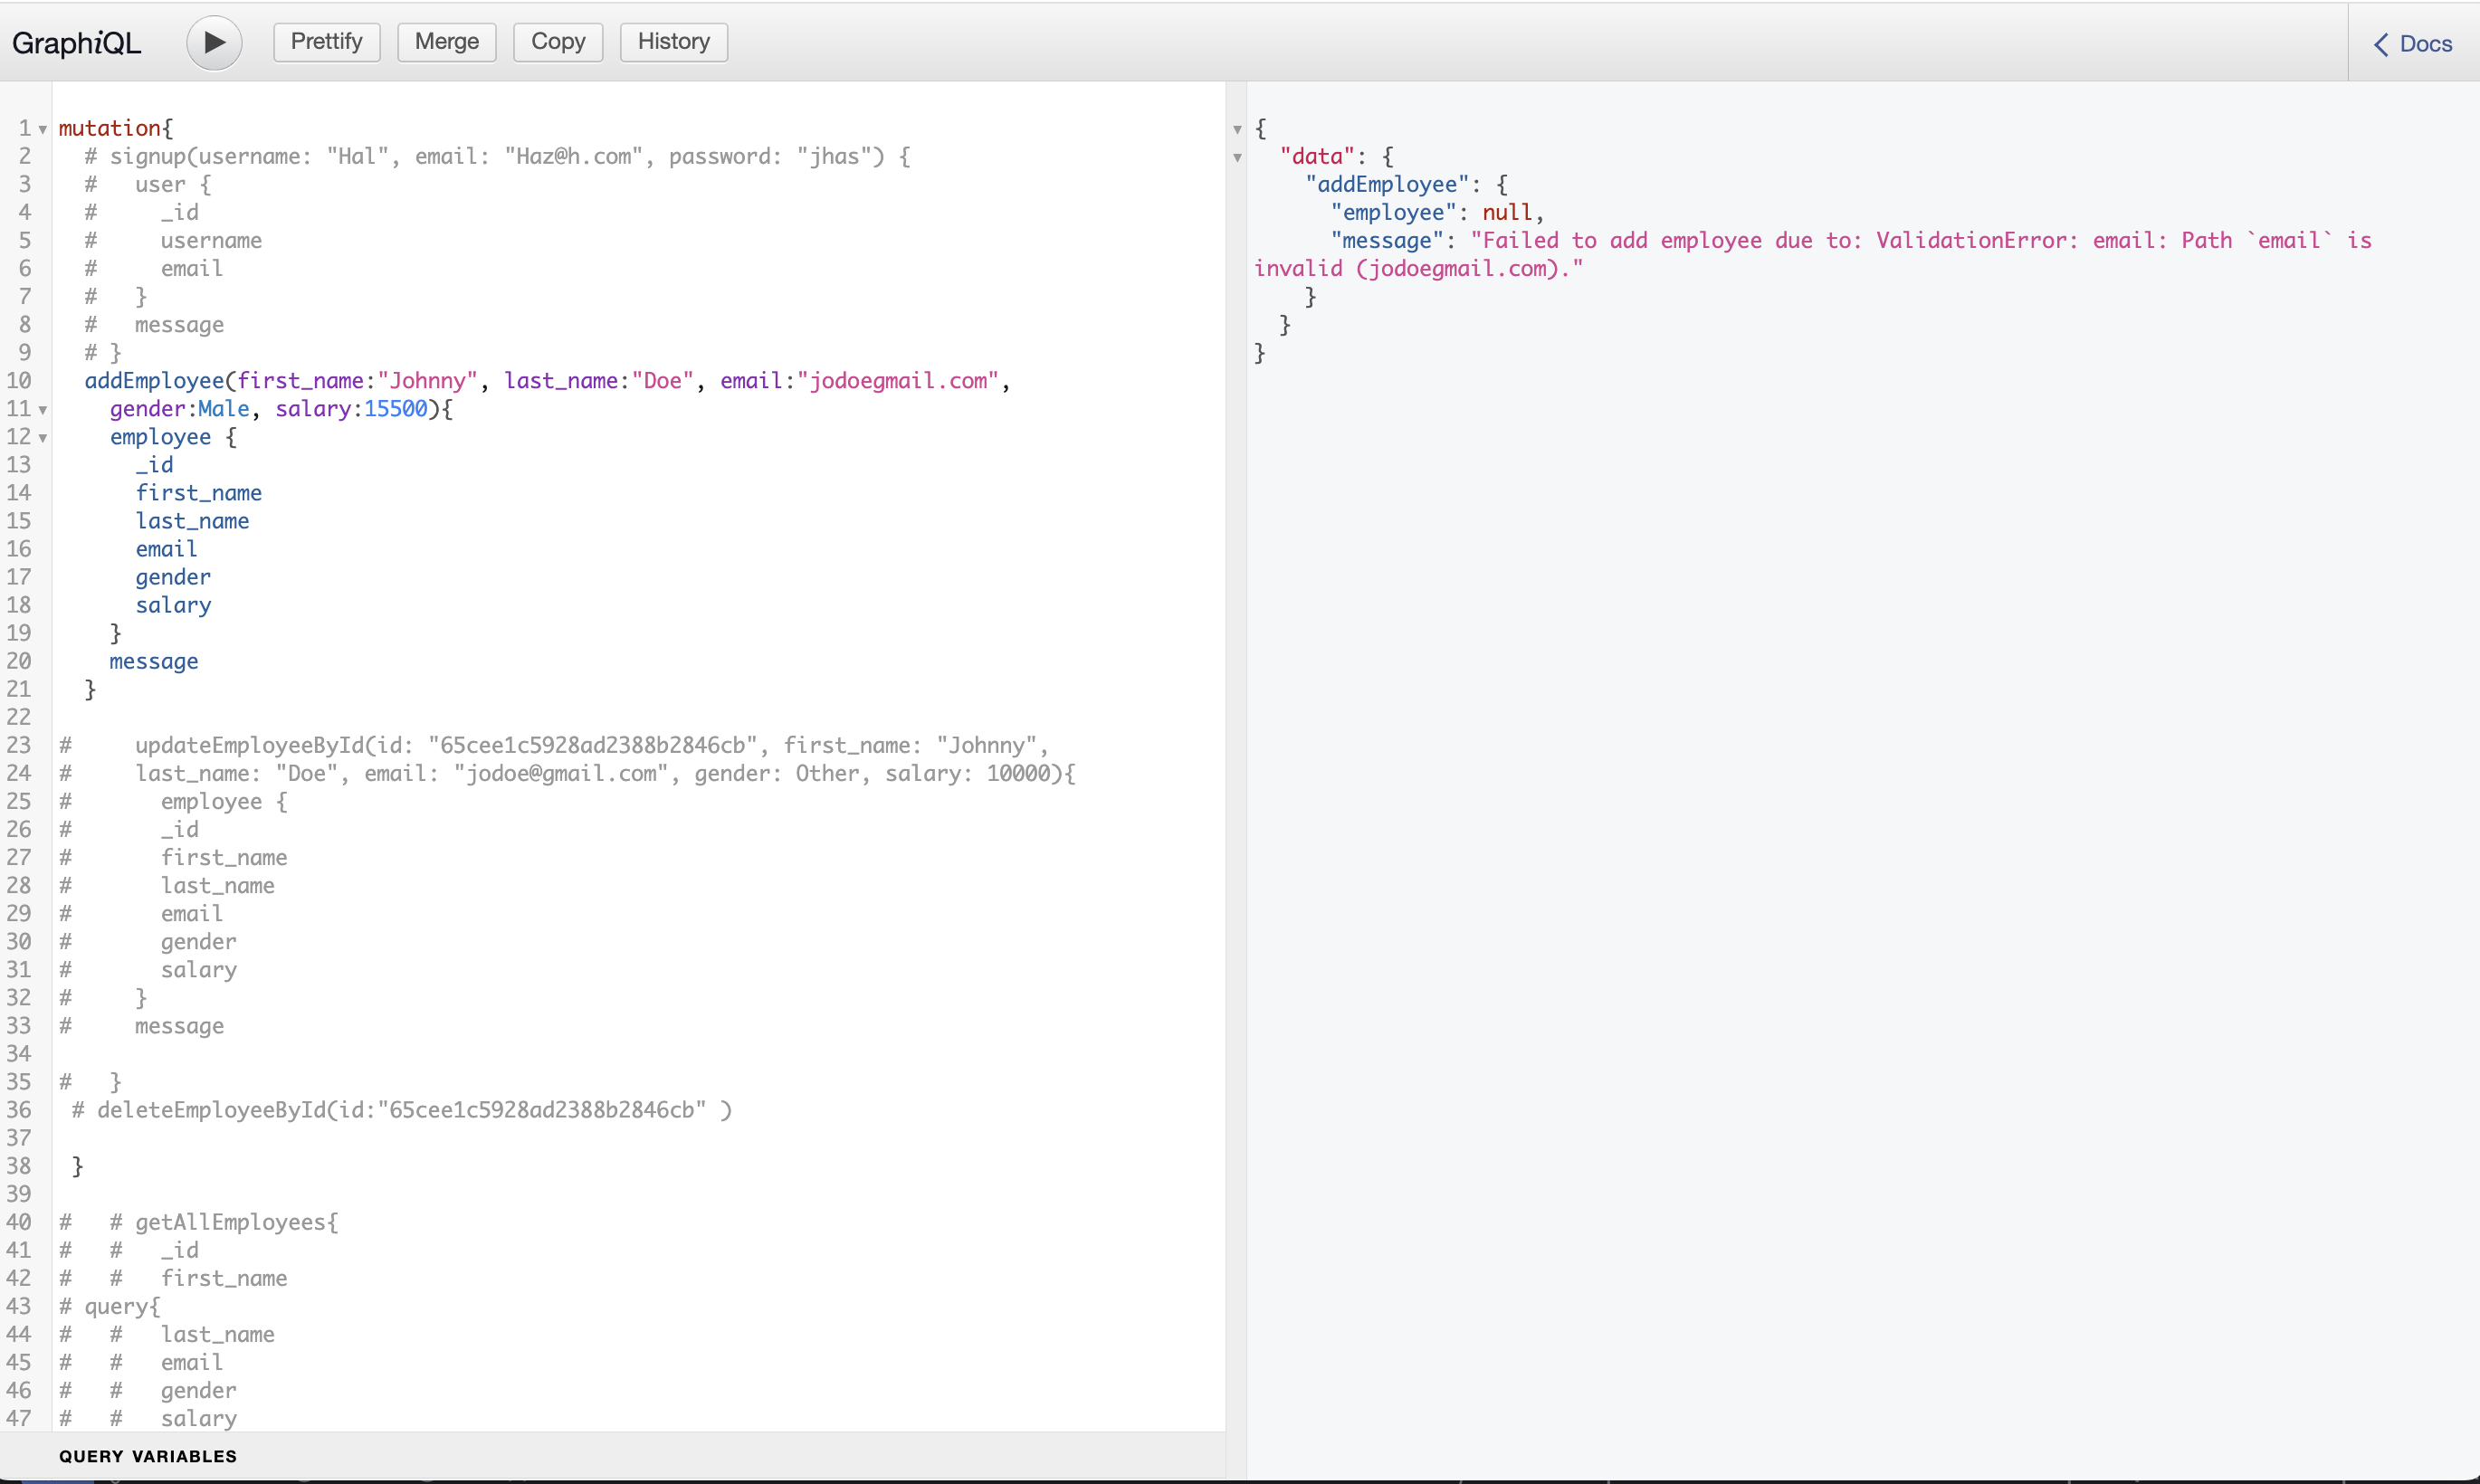 GraphiQL
Prettify
Merge
Copy
History
Docs
1 mutation{
2   # signup(username: "Hal", email: "Haz@h.com", password: "jhas") {
3   #   user {
4   #     _id
5   #     username
6   #     email
7   #   }
8   #   message
9   # }
10   addEmployee(first_name:"Johnny", last_name:"Doe", email:"jodoegmail.com",
11     gender:Male, salary:15500){
12     employee {
13       _id
14       first_name
15       last_name
16       email
17       gender
18       salary
19     }
20     message
21   }
22
23 #     updateEmployeeById(id: "65cee1c5928ad2388b2846cb", first_name: "Johnny",
24 #     last_name: "Doe", email: "jodoe@gmail.com", gender: Other, salary: 10000){
25 #       employee {
26 #       _id
27 #       first_name
28 #       last_name
29 #       email
30 #       gender
31 #       salary
32 #     }
33 #     message
34
35 #   }
36  # deleteEmployeeById(id:"65cee1c5928ad2388b2846cb" )
37
38  }
39
40 #   # getAllEmployees{
41 #   #   _id
42 #   #   first_name
43 # query{
44 #   #   last_name
45 #   #   email
46 #   #   gender
47 #   #   salary
QUERY VARIABLES
{
  "data": {
    "addEmployee": {
      "employee": null,
      "message": "Failed to add employee due to: ValidationError: email: Path `email` is
invalid (jodoegmail.com)."
    }
  }
}